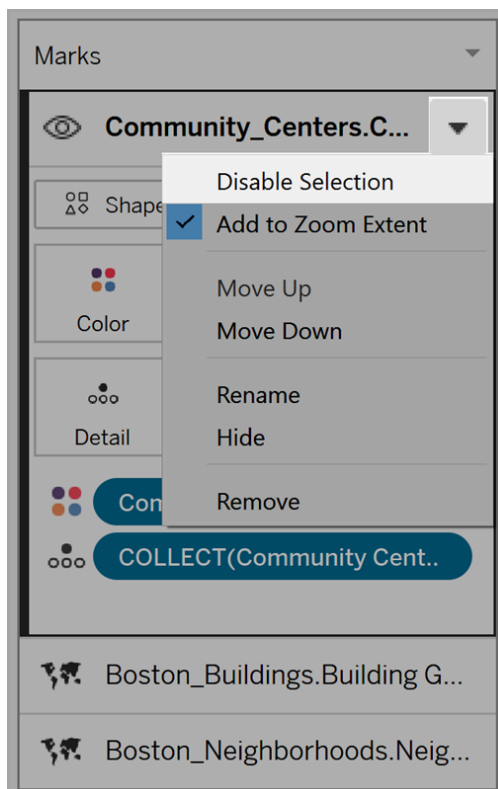 Marks
Community_Centers.C...
Disable Selection
Shape
Add to Zoom Extent
Move Up
Color
Move Down
Rename
Detail
Hide
Con
Remove
COLLECT(Community Cent..
Boston_Buildings.Building G...
Boston_Neighborhoods.Neig...